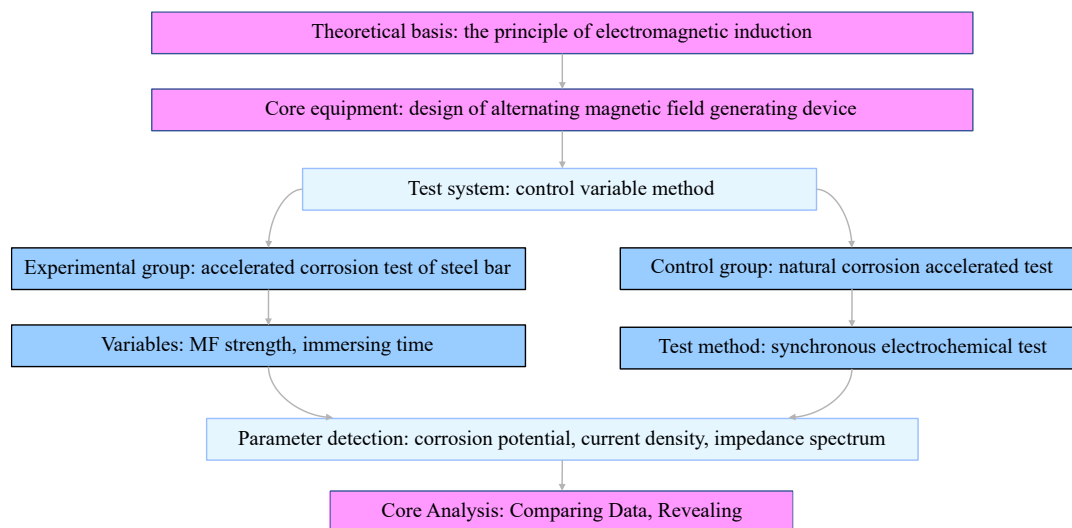 Theoretical basis: the principle of electromagnetic induction
Core equipment: design of alternating magnetic field generating device
Test system: control variable method
Experimental group: accelerated corrosion test of steel bar
Control group: natural corrosion accelerated test
Variables: MF strength, immersing time
Test method: synchronous electrochemical test
Parameter detection: corrosion potential, current density, impedance spectrum
Core Analysis: Comparing Data, Revealing